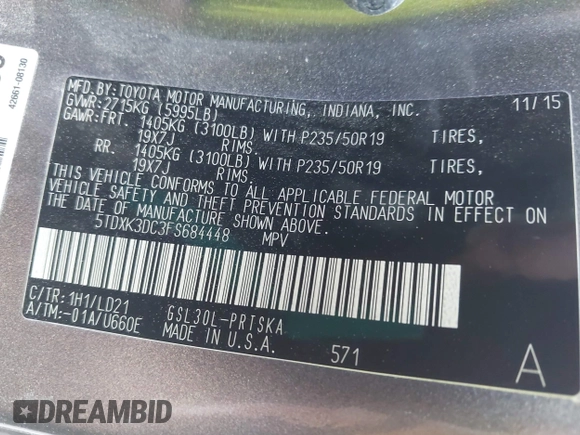 42661-08130
MFD.BY:TOYOTA MOTOR MANUFACTURING, INDIANA, INC. 11/15
GVWR:2715KG (5995LB)
GAWR:FRT. 1405KG (3100LB) WITH P235/50R19 TIRES,
19X7J RIMS.
RR. 1405KG (3100LB) WITH P235/50R19 TIRES,
19X7J RIMS.
THIS VEHICLE CONFORMS TO ALL APPLICABLE FEDERAL MOTOR
VEHICLE SAFETY AND THEFT PREVENTION STANDARDS IN EFFECT ON
THE DATE OF MANUFACTURE SHOWN ABOVE.
5TDXK3DC3FS684448 MPV
C/TR:1H1/LD21 GSL30L-PRTSKA
A/TM:-01A/U660E MADE IN U.S.A. 571
A
DREAMBID